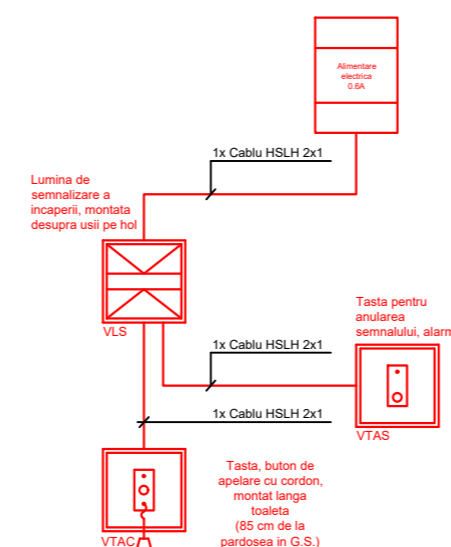 Alimentare
electrica
0.6A
1x Cablu HSLH 2x1
Lumina de
semnalizare a
incaperii, montata
desupra usii pe hol
VLS
1x Cablu HSLH 2x1
Tasta pentru
anularea
semnalului, alarm
VTAS
1x Cablu HSLH 2x1
Tasta, buton de
apelare cu cordon,
montat langa
toaleta
(85 cm de la
pardosea in G.S.)
VTAC